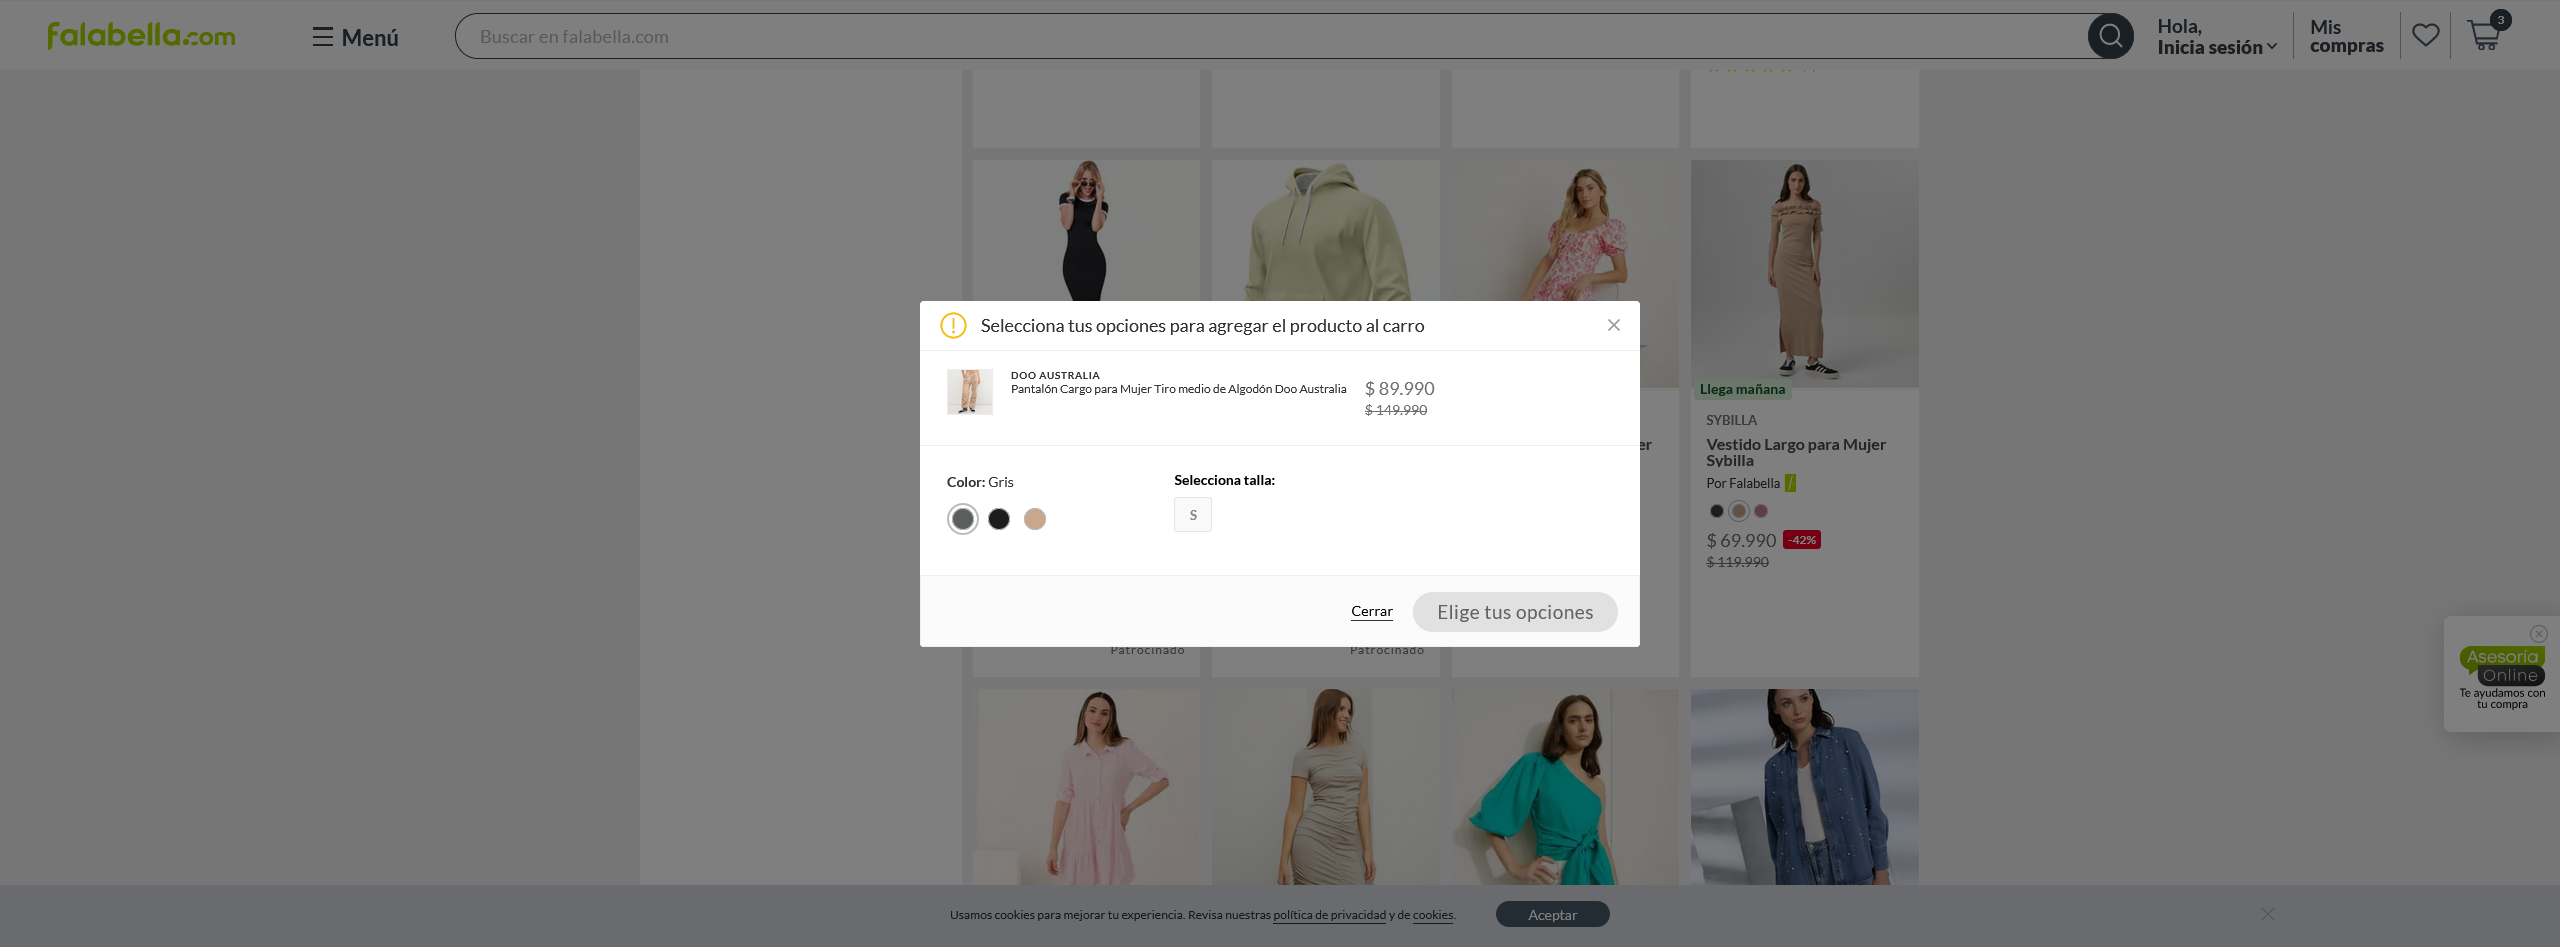 falabella.com
Menú
Buscar en falabella.com
Hola,
Inicia sesión
Mis
compras
3
Selecciona tus opciones para agregar el producto al carro
DOO AUSTRALIA
Pantalón Cargo para Mujer Tiro medio de Algodón Doo Australia
$ 89.990
$ 149.990
Color: Gris
Selecciona talla:
S
Cerrar
Elige tus opciones
er
Llega mañana
SYBILLA
Vestido Largo para Mujer
Sybilla
Por Falabella
$ 69.990 -42%
$ 119.990
Patrocinado
Patrocinado
Asesoría
Online
Te ayudamos con
tu compra
Usamos cookies para mejorar tu experiencia. Revisa nuestras política de privacidad y de cookies.
Aceptar